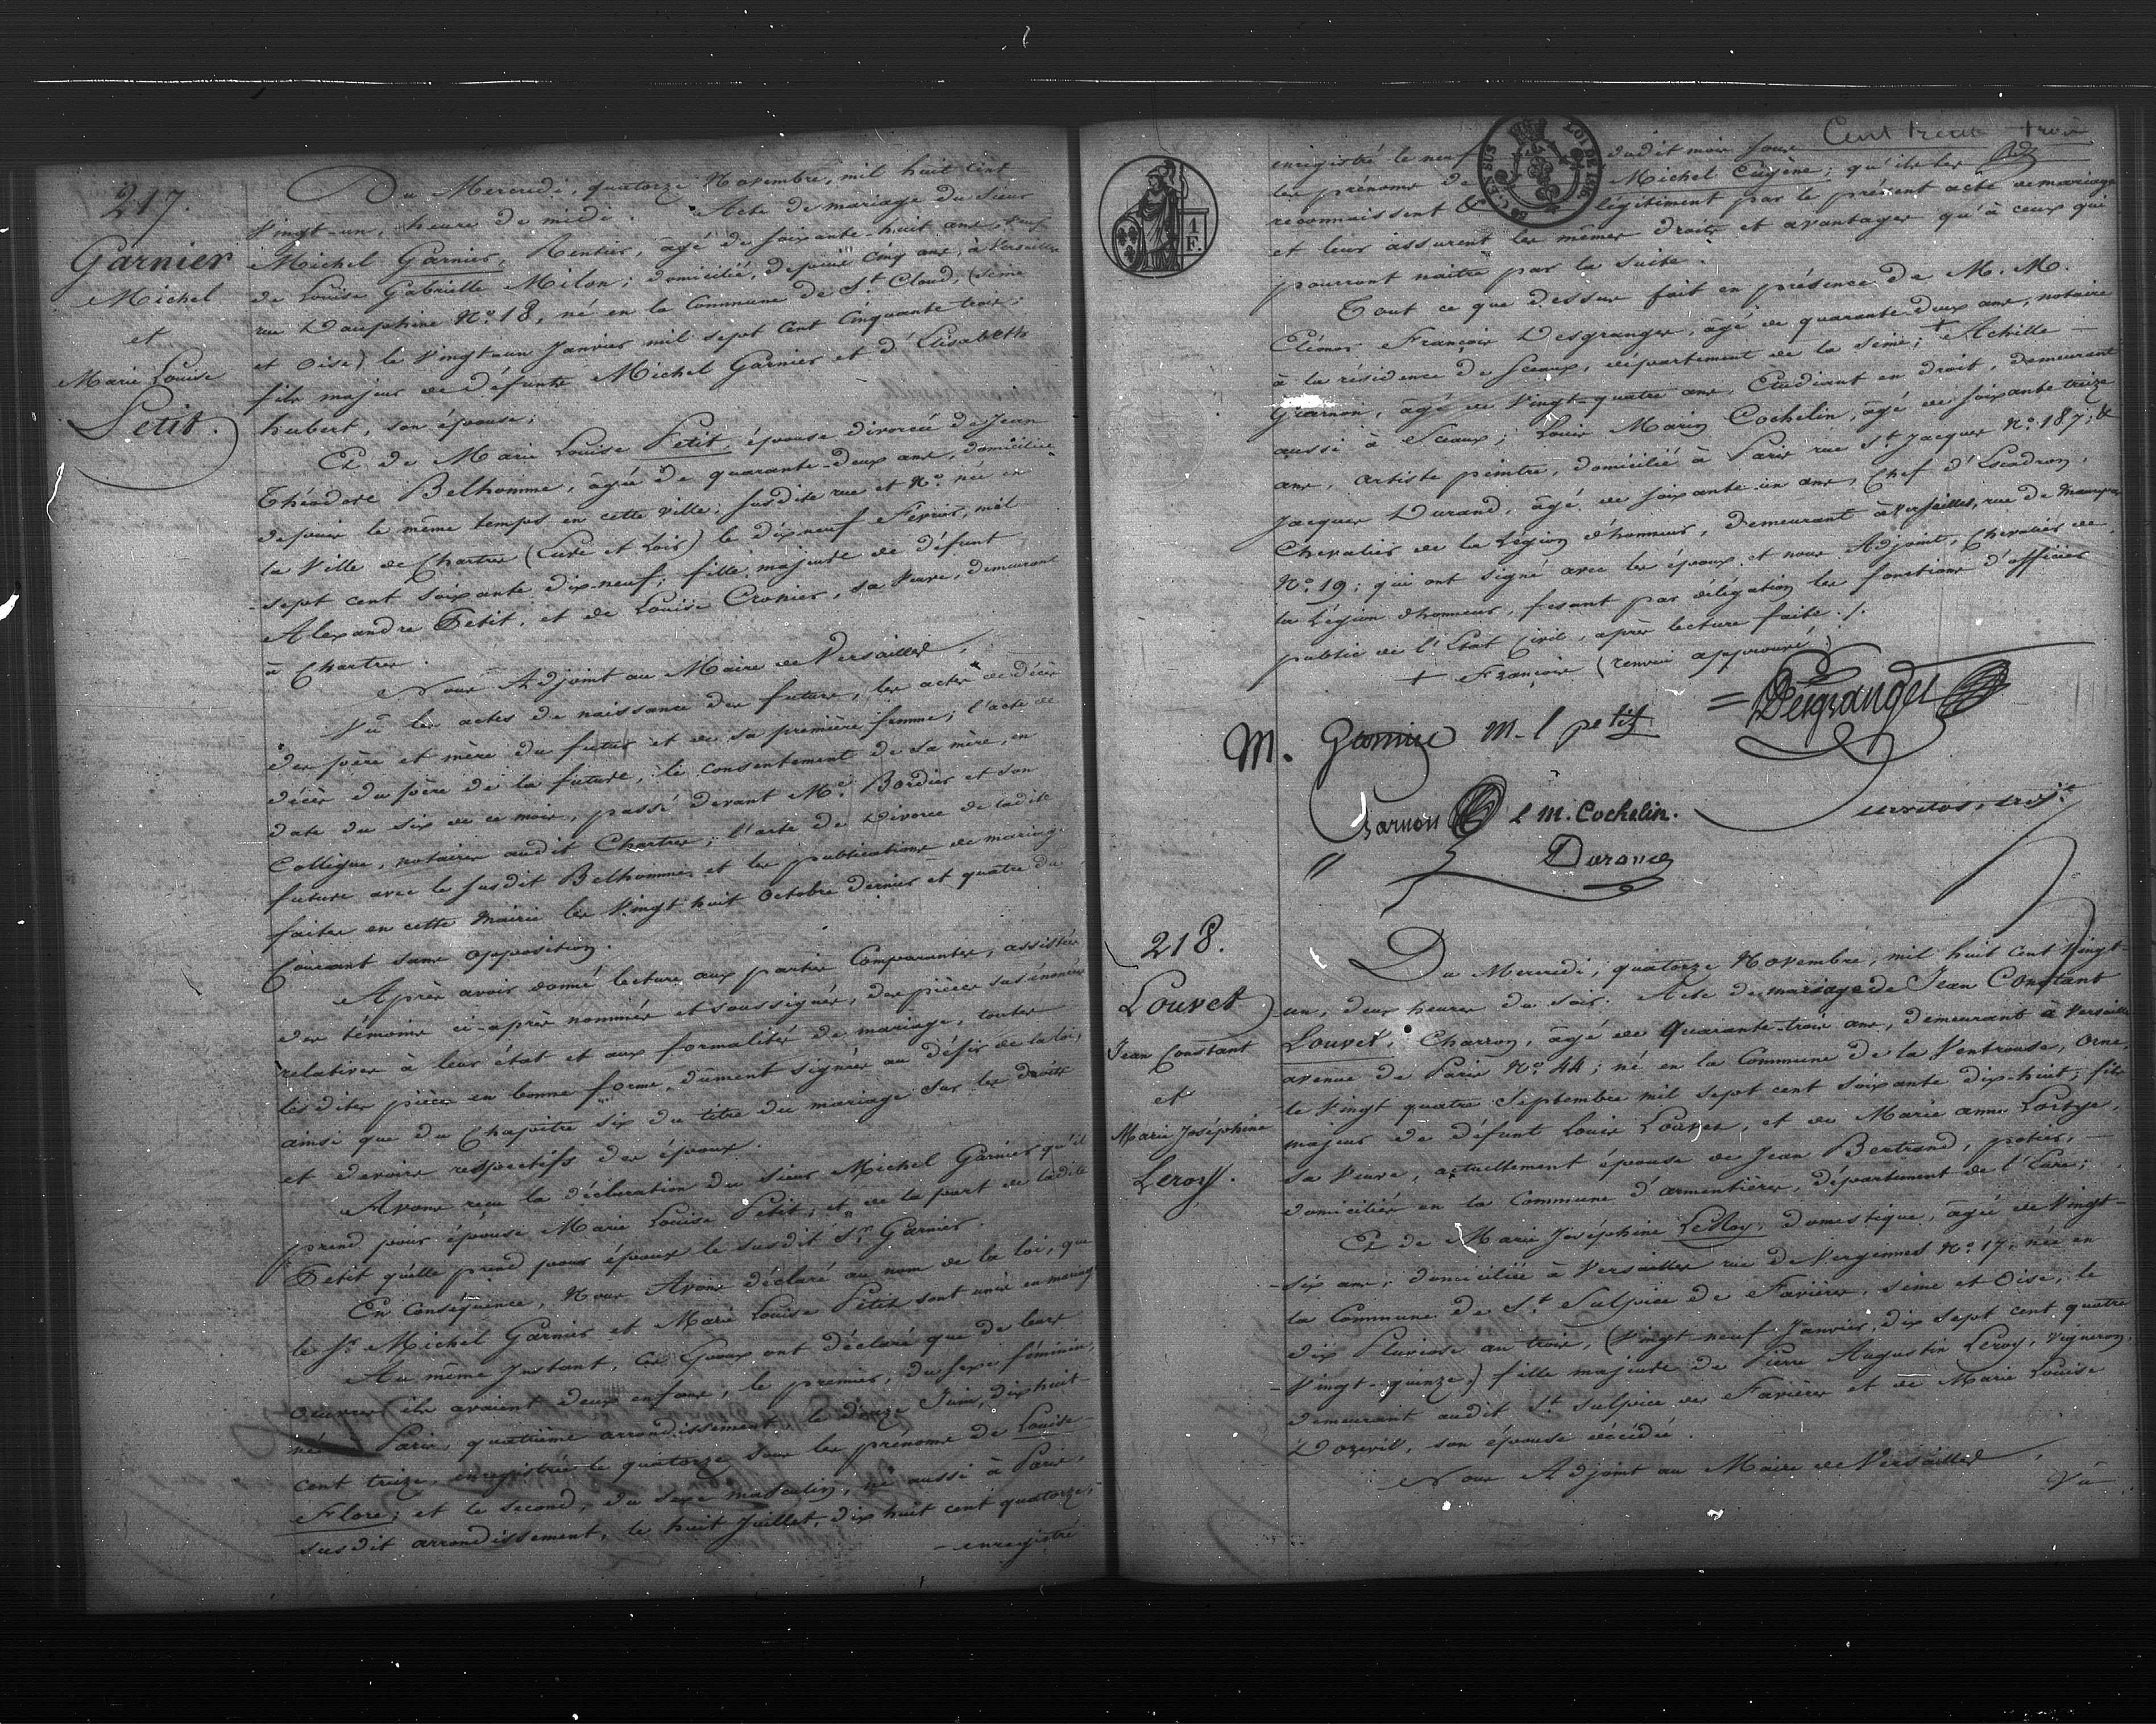 217.
Garnier
Michel
et
Marie Louise
Petit.
Du Mercredi, quatorze Novembre, mil huit cent
Vingt-un, heure de midi. Acte de mariage du Sieur
Michel Garnier, Rentier, âgé de soixante-huit ans, Veuf
de Louise Gabrielle Milon; domicilié, depuis cinq ans, à Versailles
rue Dauphine No. 18, né en la Commune de St Cloud, (Seine
et Oise) le Vingt-un Janvier mil sept Cent Cinquante trois;
fils majeur de défunts Michel Garnier et d'Elisabeth
hubert, son épouse;
Et de Marie Louise Petit, épouse divorcée de Jean
Théodore Belhomme, âgée de quarante-deux ans, domiciliée
depuis le même temps en cette ville, susdite rue et No. née en
la Ville de Chartres (Eure et Loir) le dix neuf Février, mil
sept cent soixante dix-neuf; fille majeure de défunt
Alexandre Petit, et de Louise Cronier, sa Veuve, demeurant
à Chartres.
Nous Adjoint au Maire de Versailles,
Vû les actes de naissance des futurs, les actes de décès
des père et mère du futur et de sa première femme; l'acte de
décès du père de la future, le consentement de sa mère, en
date du six de ce mois, passé devant Me. Bordier et son
Collègue, notaires audit Chartres; l'acte de Divorce de ladite
future avec le susdit Belhomme, et les publications de mariage
faites en cette Mairie les Vingt-huit Octobre dernier et quatre du
Courant sans opposition.
Après avoir donné lecture aux parties Comparantes, assistées
des témoins ci-après nommés et soussignés, des pièces sus énoncées
relatives à leur état et aux formalités de mariage, toutes
lesdites pièces en bonne forme, dûment signées au désir de la loi,
ainsi que du Chapitre six du titre du mariage sur les droits
et devoirs respectifs des époux.
Avons reçu la déclaration du sieur Michel Garnier qu'il
prend pour épouse Marie Louise Petit, et de la part de ladite
Petit qu'elle prend pour époux le susdit Sr. Garnier.
En Conséquence, Nous Avons déclaré au nom de la loi, que
le Sr. Michel Garnier et Marie Louise Petit sont unis en mariage
Au même Instant, les Epoux ont déclaré que de leurs
œuvres ils avaient deux enfans; le premier, du sexe féminin,
né à Paris, quatrième arrondissement, le douze Juin, dix huit
cent treize, enregistrée le quatorze sous les prénoms de Louise-
Flore; et le second, du sexe masculin, né aussi à Paris,
susdit arrondissement, le huit Juillet, dix huit cent quatorze,
enregistré
Cent trente-trois
enregistré le neuf dudit mois sous
les prénoms de Michel Eugène; qu'ils les
reconnaissent & légitiment par le présent acte de mariage
et leur assurent les mêmes droits et avantages qu'à ceux qui
pourront naître par la suite.
LOI DE 1816
EN SUS
1
F.
Tout ce que dessus fait en présence de M. M.
Eléonor François Desgranges, âgé de quarante deux ans, notaire
à la résidence de Sceaux, département de la Seine; + Achille
Garnon, âgé de Vingt-quatre ans Etudiant en droit, demeurant
aussi à Sceaux; Louis Marin Cochelin, âgé de soixante treize
ans, artiste peintre, domicilié à Paris rue St. Jacques No. 187; &
Jacques Durand, âgé de soixante-un ans, Chef d'Escadron,
Chevalier de la Légion d'honneur, demeurant à Versailles, rue de
No. 19; qui ont signé avec les époux et nous Adjoint, Chevalier de
la Légion d'honneur, fesant par délégation les fonctions d'officier
public de l'Etat Civil, après lecture faite./.
+ François (renvoi approuvé)
M. Garnier m-l petit Desgranges
Garnon L M. Cochelin.
Durand
218.
Louvet
Jean Constant
et
Marie Joséphine
Leroy.
Du Mercredi, quatorze Novembre, mil huit cent Vingt-
un, deux heures du soir. Acte de mariage de Jean Constant
Louvet, Charron, âgé de Quarante-trois ans, demeurant à Versailles
avenue de Paris No. 44; né en la Commune de la Ventrouse, Orne,
le Vingt quatre Septembre mil sept cent soixante dix-huit; fils
majeur de défunt Louis Louvet, et de Marie anne
sa Veuve, actuellement épouse de Jean Bertrand, potier,
domiciliés en la Commune d'armentières, département de l'Eure;
Et de Marie Joséphine LeRoy, domestique, âgée de Vingt-
six ans, domiciliée à Versailles rue de Vergennes No. 17, née en
la Commune de St Sulpice de Favières, Seine et Oise, le
dix Pluviose an trois, (Vingt-neuf Janvier, dix sept cent quatre
Vingt-quinze) fille majeure de Pierre Augustin Leroy, Vigneron,
demeurant audit St Sulpice de Favières et de Marie Louise
son épouse décédée.
Nous Adjoint au Maire de Versailles,
Vû